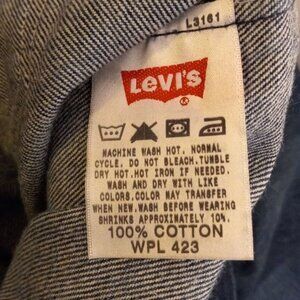 L3161
LEVI'S
MACHINE WASH HOT. NORMAL
CYCLE. DO NOT BLEACH. TUMBLE
DRY HOT. HOT IRON IF NEEDED.
WASH AND DRY WITH LIKE
COLORS. COLOR MAY TRANSFER
WHEN NEW. WASH BEFORE WEARING
SHRINKS APPROXIMATELY 10%.
100% COTTON
WPL 423